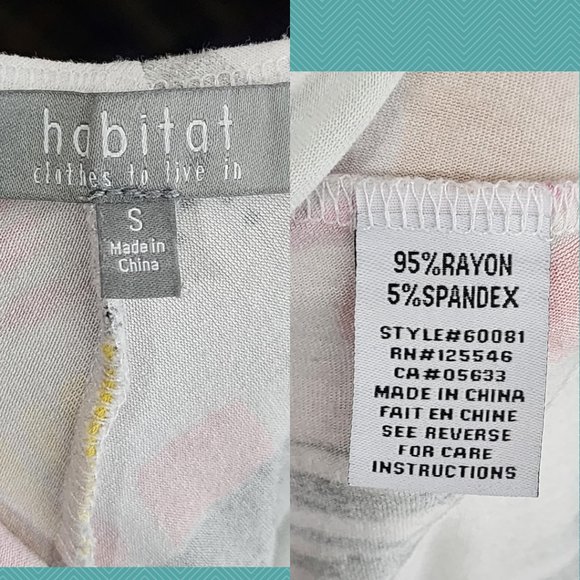 habitat
clothes to live in
S
Made in
China
95%RAYON
5%SPANDEX
STYLE#60081
RN#125546
CA#05633
MADE IN CHINA
FAIT EN CHINE
SEE REVERSE
FOR CARE
INSTRUCTIONS